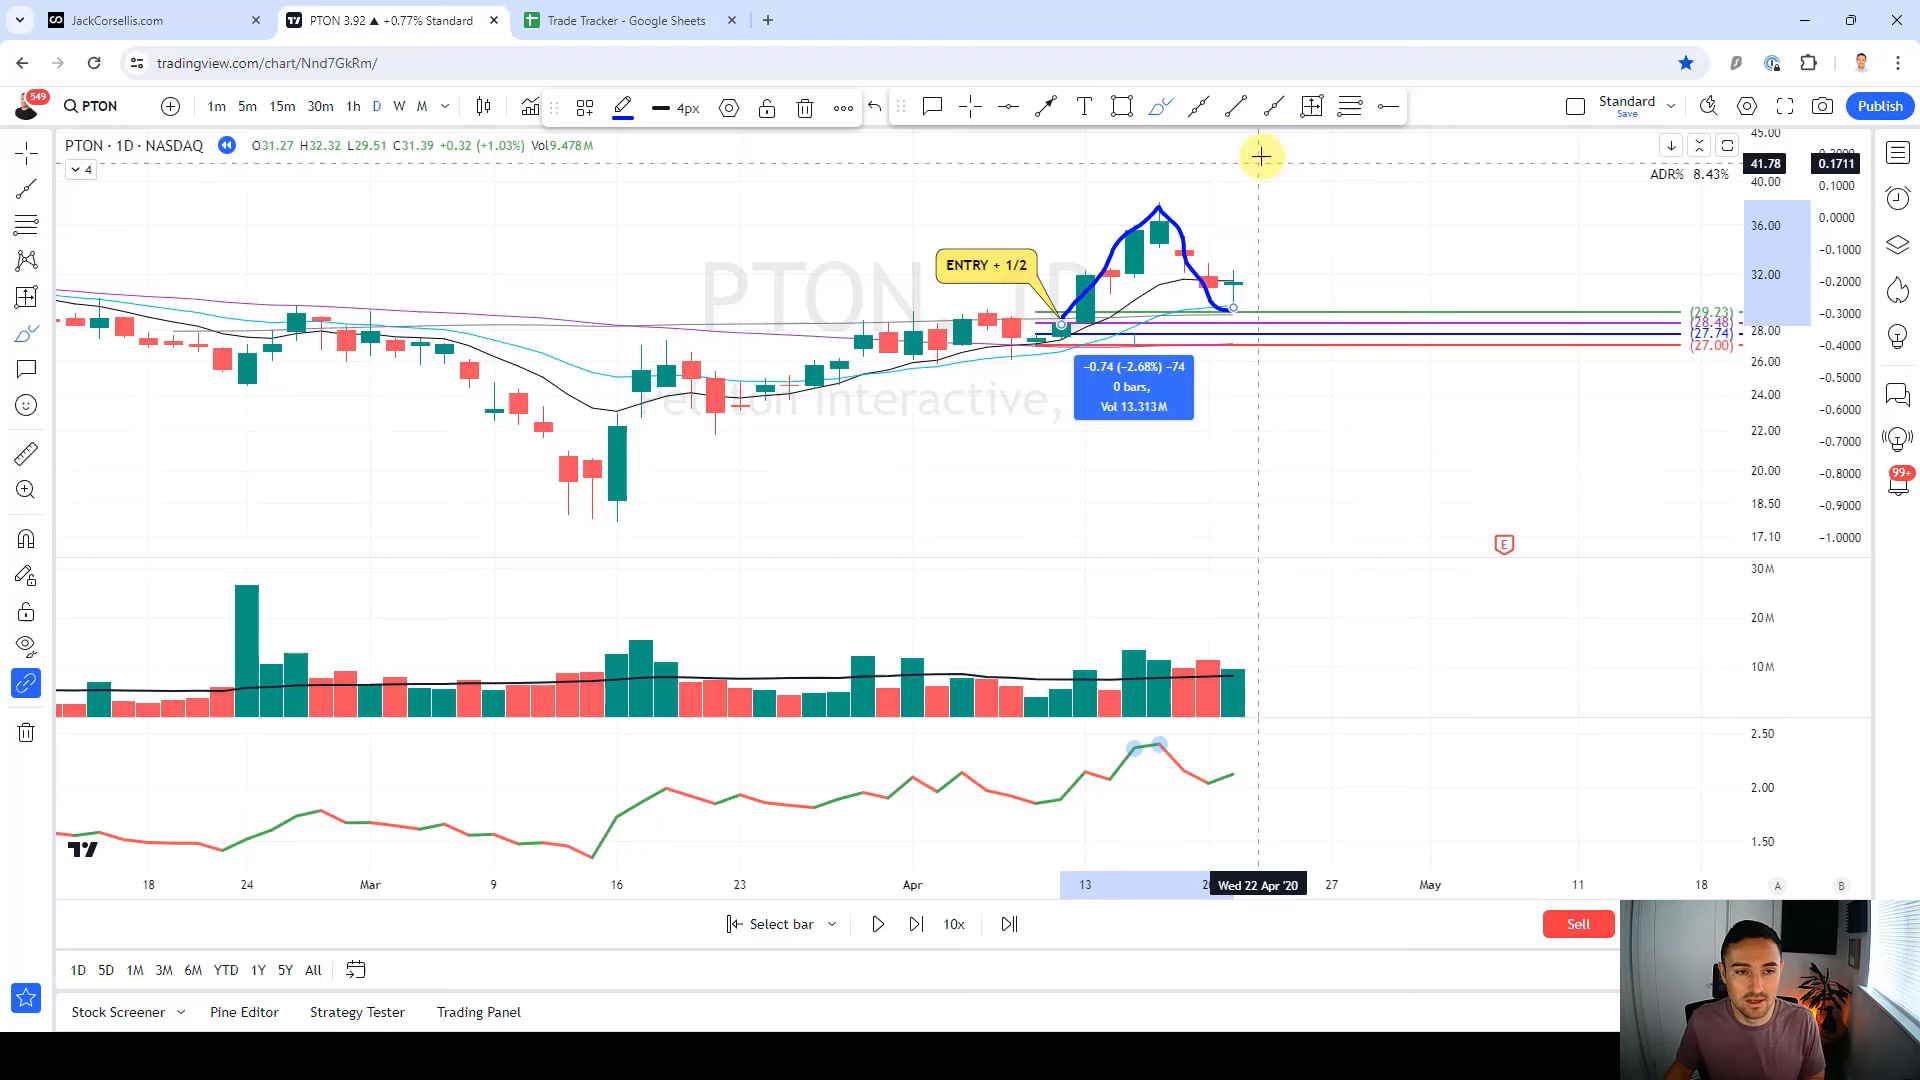 JackCorsellis.com
PTON 3.92 ▲ +0.77% Standard
Trade Tracker - Google Sheets
tradingview.com/chart/Nnd7GkRm/
549
PTON
1m 5m 15m 30m 1h D W M
4px
Standard
Save
Publish
PTON · 1D · NASDAQ O31.27 H32.32 L29.51 C31.39 +0.32 (+1.03%) Vol9.478M
4
ADR% 8.43%
PTON 1D
Peloton Interactive,
ENTRY + 1/2
−0.74 (−2.68%) −74
0 bars,
Vol 13.313M
(29.23)
(28.48)
(27.74)
(27.00)
45.00
41.78
40.00
36.00
32.00
28.00
26.00
24.00
22.00
20.00
18.50
17.10
0.1711
0.1000
0.0000
−0.1000
−0.2000
−0.3000
−0.4000
−0.5000
−0.6000
−0.7000
−0.8000
−0.9000
−1.0000
E
99+
30M
20M
10M
2.50
2.00
1.50
18 24 Mar 9 16 23 Apr 13 Wed 22 Apr '20 27 May 11 18 A B
Select bar 10x
Sell
1D 5D 1M 3M 6M YTD 1Y 5Y All
Stock Screener Pine Editor Strategy Tester Trading Panel